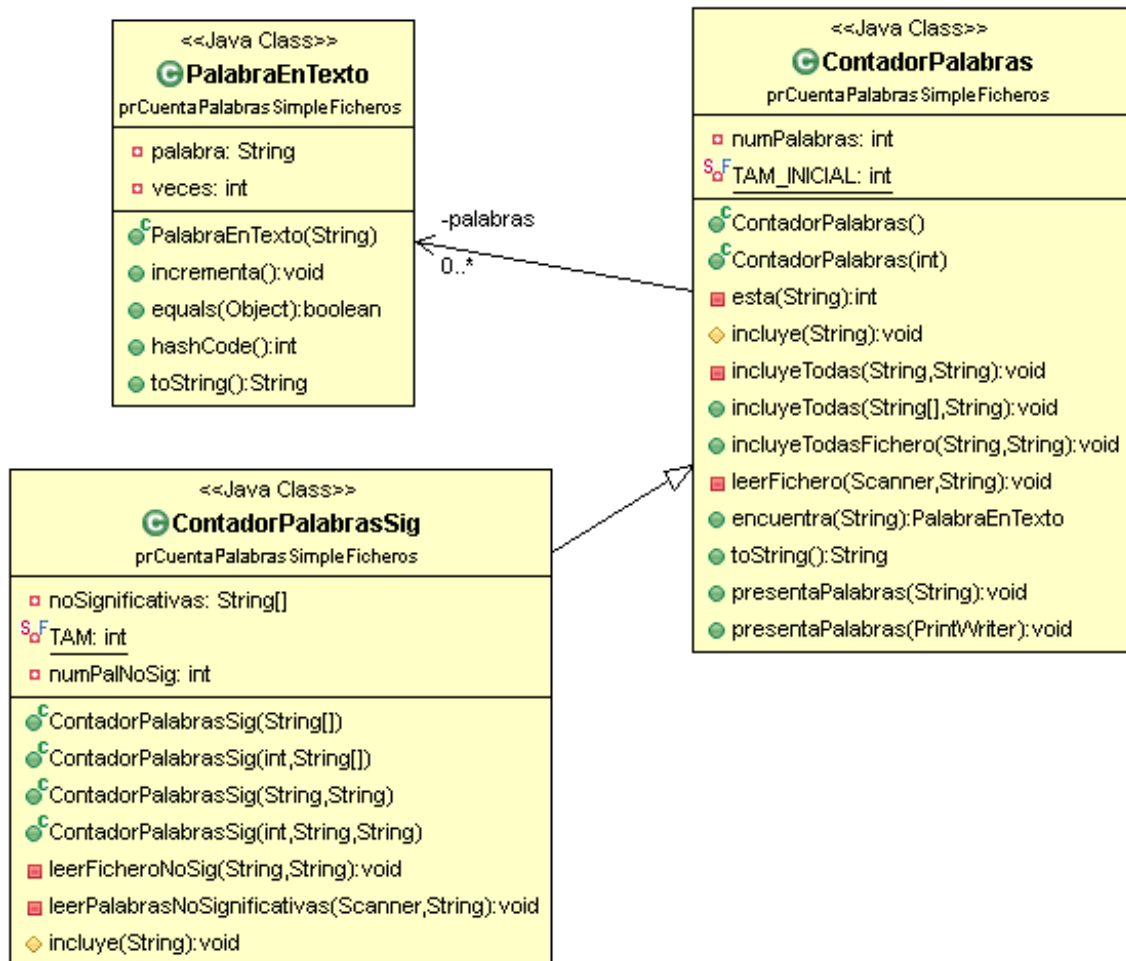 <<Java Class>>
PalabraEnTexto
prCuentaPalabrasSimpleFicheros
palabra: String
veces: int
PalabraEnTexto(String)
incrementa():void
equals(Object):boolean
hashCode():int
toString():String
-palabras
0..*
<<Java Class>>
ContadorPalabras
prCuentaPalabrasSimpleFicheros
numPalabras: int
TAM_INICIAL: int
ContadorPalabras()
ContadorPalabras(int)
esta(String):int
incluye(String):void
incluyeTodas(String,String):void
incluyeTodas(String[],String):void
incluyeTodasFichero(String,String):void
leerFichero(Scanner,String):void
encuentra(String):PalabraEnTexto
toString():String
presentaPalabras(String):void
presentaPalabras(PrintWriter):void
<<Java Class>>
ContadorPalabrasSig
prCuentaPalabrasSimpleFicheros
noSignificativas: String[]
TAM: int
numPalNoSig: int
ContadorPalabrasSig(String[])
ContadorPalabrasSig(int,String[])
ContadorPalabrasSig(String,String)
ContadorPalabrasSig(int,String,String)
leerFicheroNoSig(String,String):void
leerPalabrasNoSignificativas(Scanner,String):void
incluye(String):void